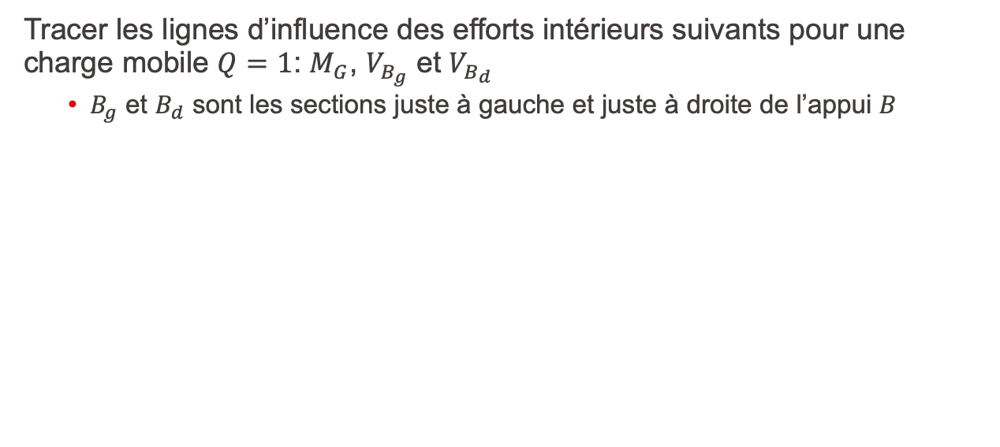 Tracer les lignes d’influence des efforts intérieurs suivants pour une
charge mobile 𝑄 = 1: 𝑀_𝐺, 𝑉_{𝐵_𝑔} et 𝑉_{𝐵_𝑑}
• 𝐵_𝑔 et 𝐵_𝑑 sont les sections juste à gauche et juste à droite de l’appui 𝐵